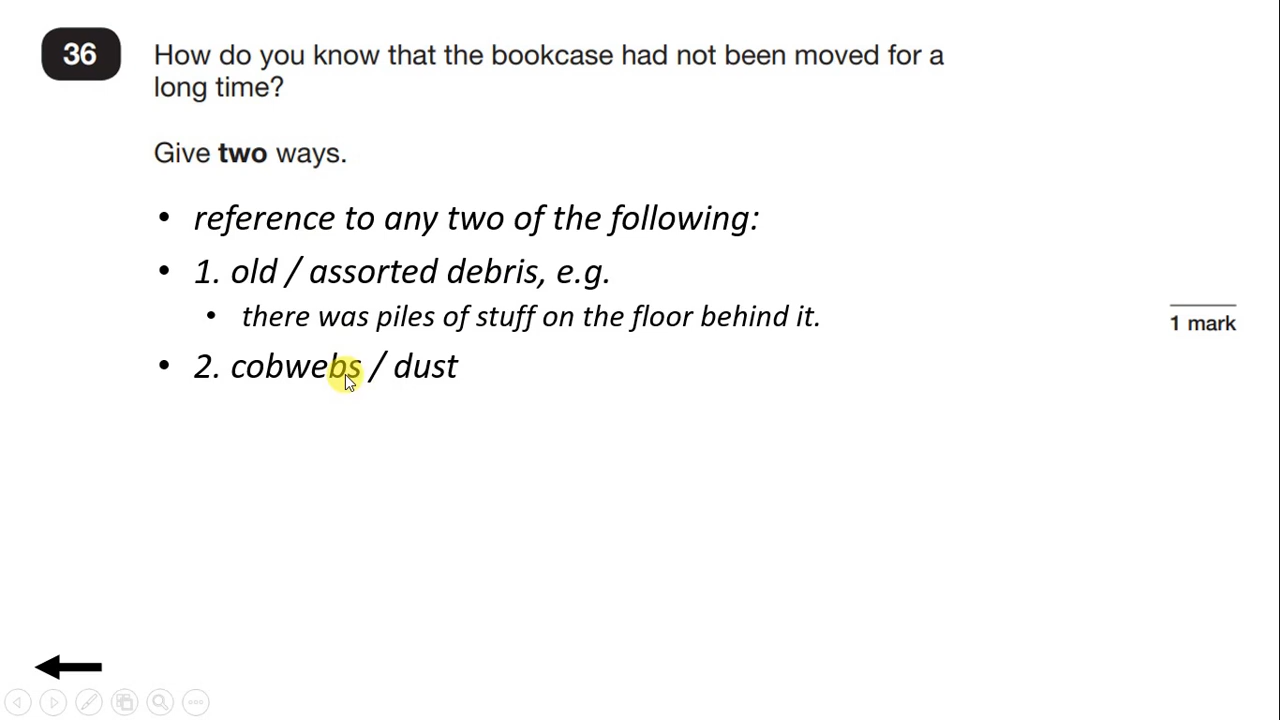 36
How do you know that the bookcase had not been moved for a
long time?
Give two ways.
• reference to any two of the following:
• 1. old / assorted debris, e.g.
• there was piles of stuff on the floor behind it.
1 mark
• 2. cobwebs / dust